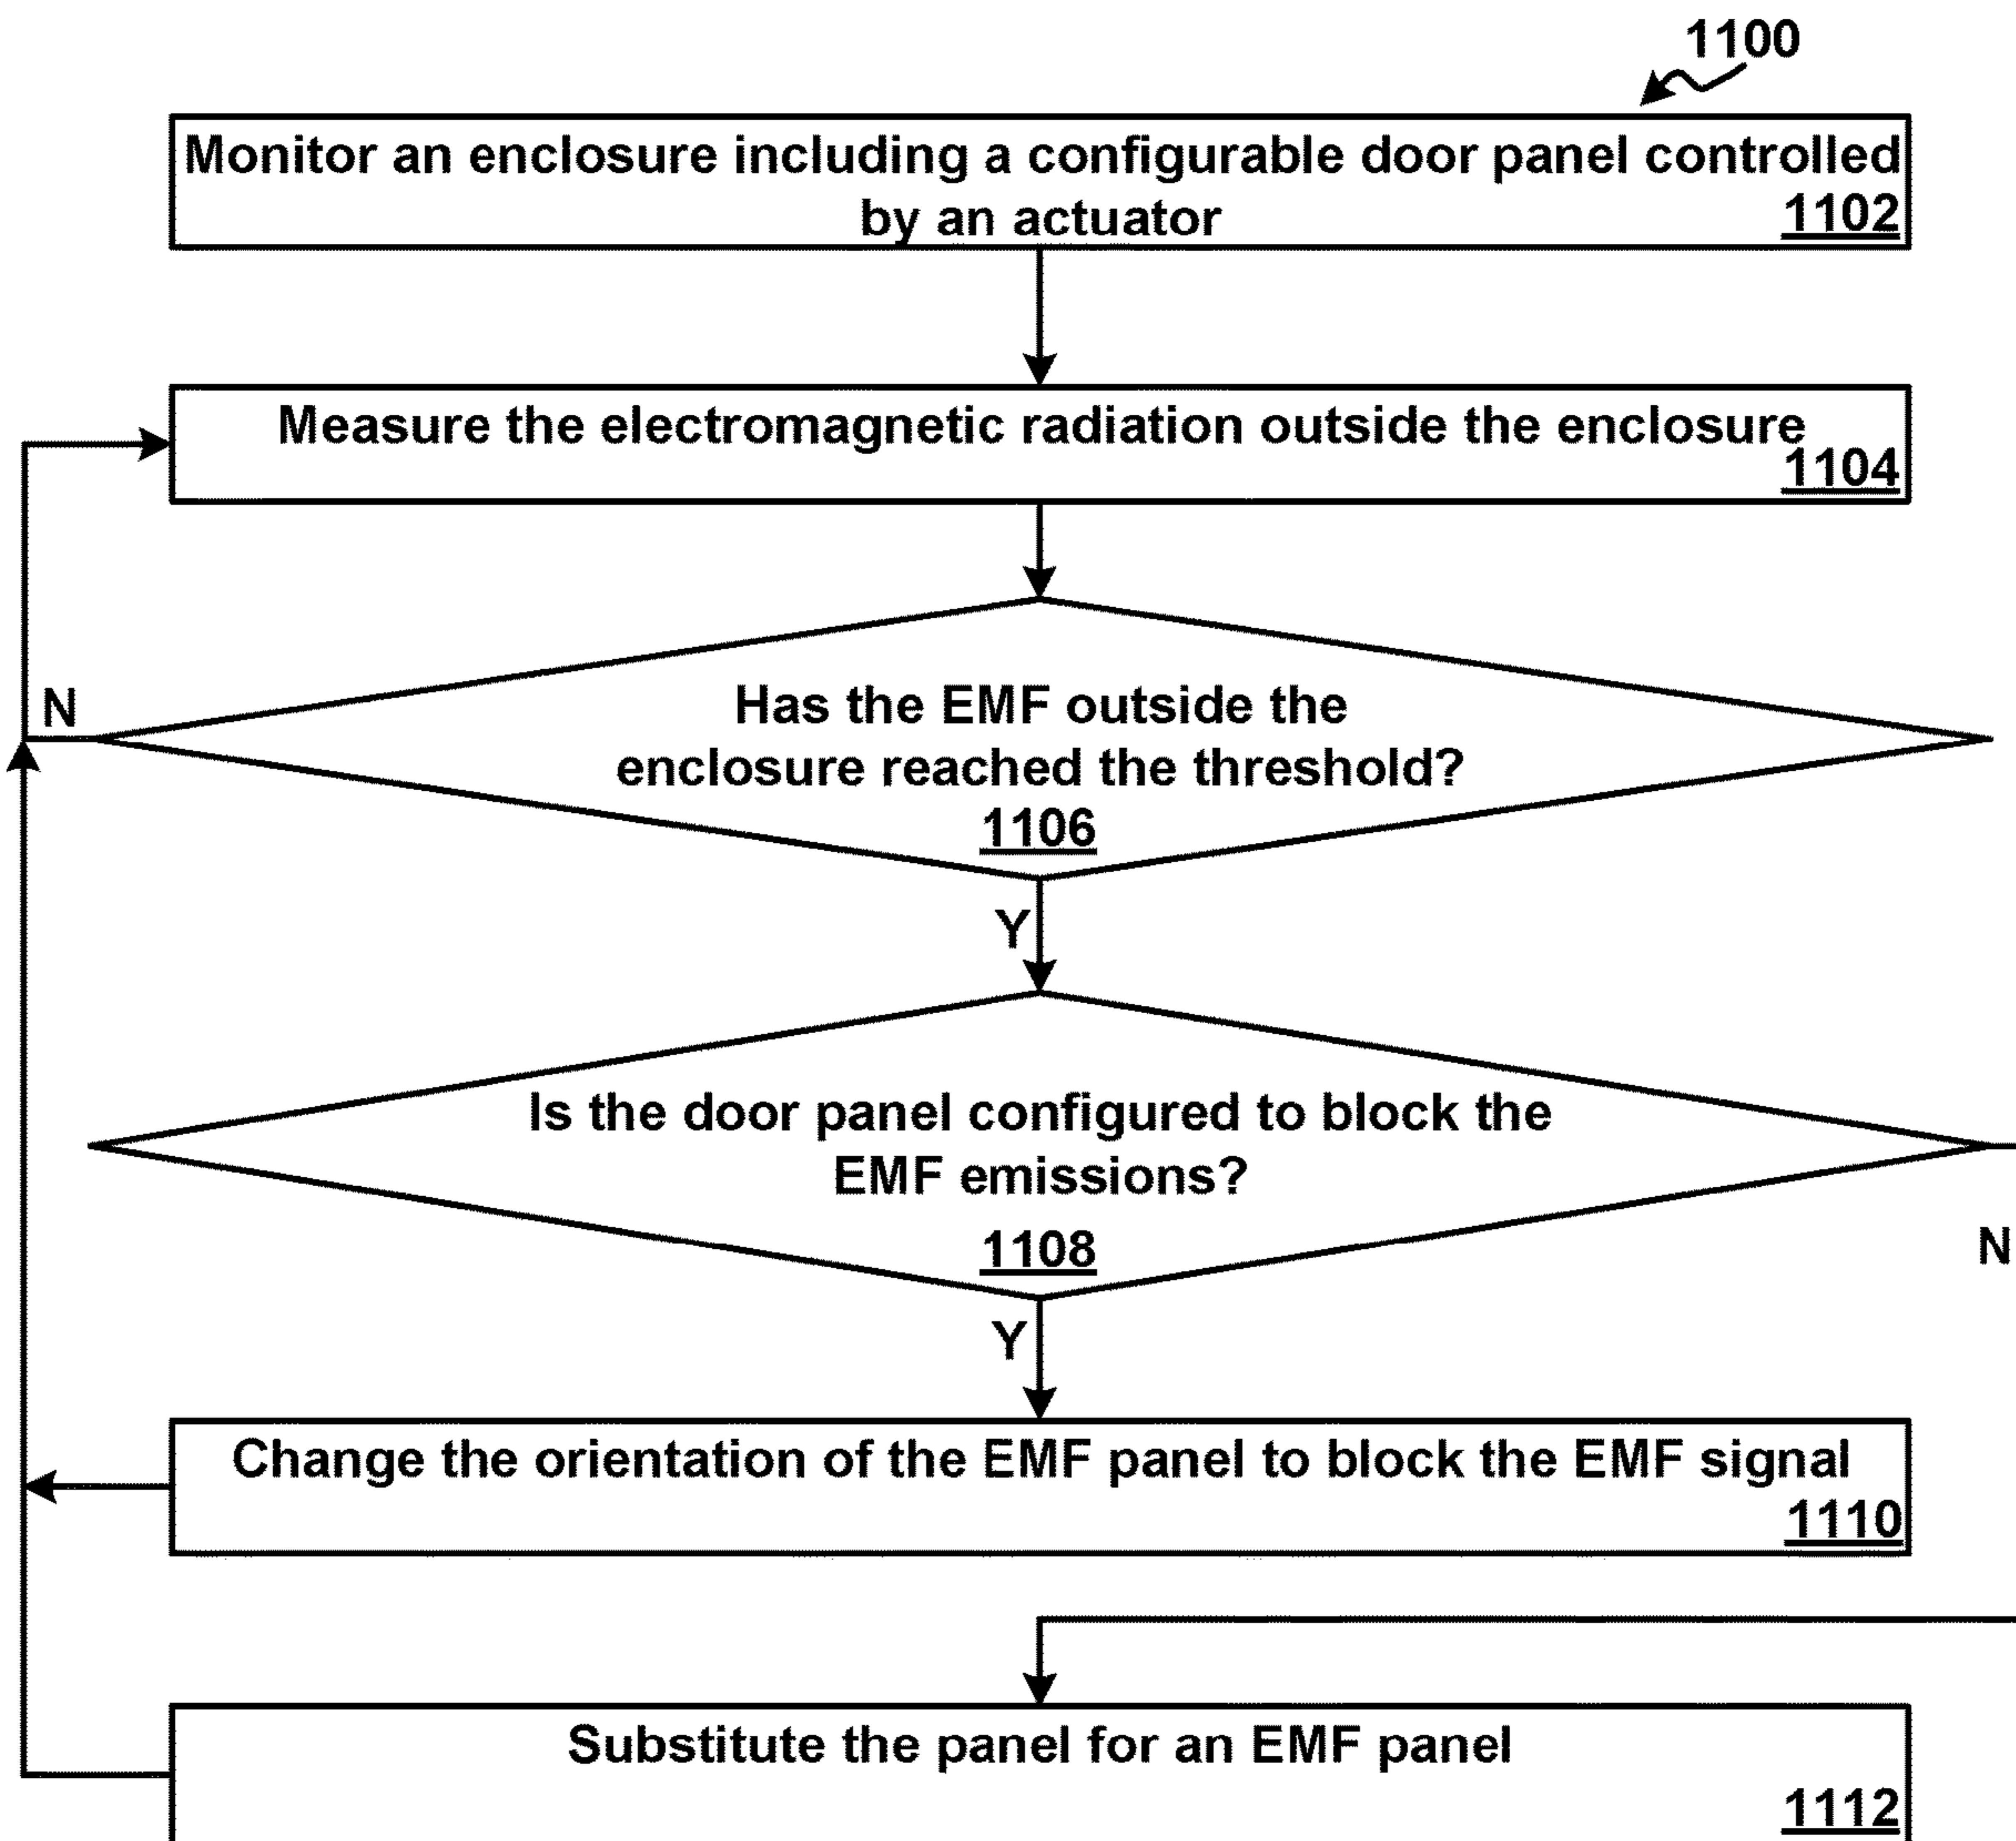 1100
Monitor an enclosure including a configurable door panel controlled
by an actuator
1102
Measure the electromagnetic radiation outside the enclosure
1104
N
Has the EMF outside the
enclosure reached the threshold?
1106
Y
Is the door panel configured to block the
EMF emissions?
1108
N
Y
Change the orientation of the EMF panel to block the EMF signal
1110
Substitute the panel for an EMF panel
1112